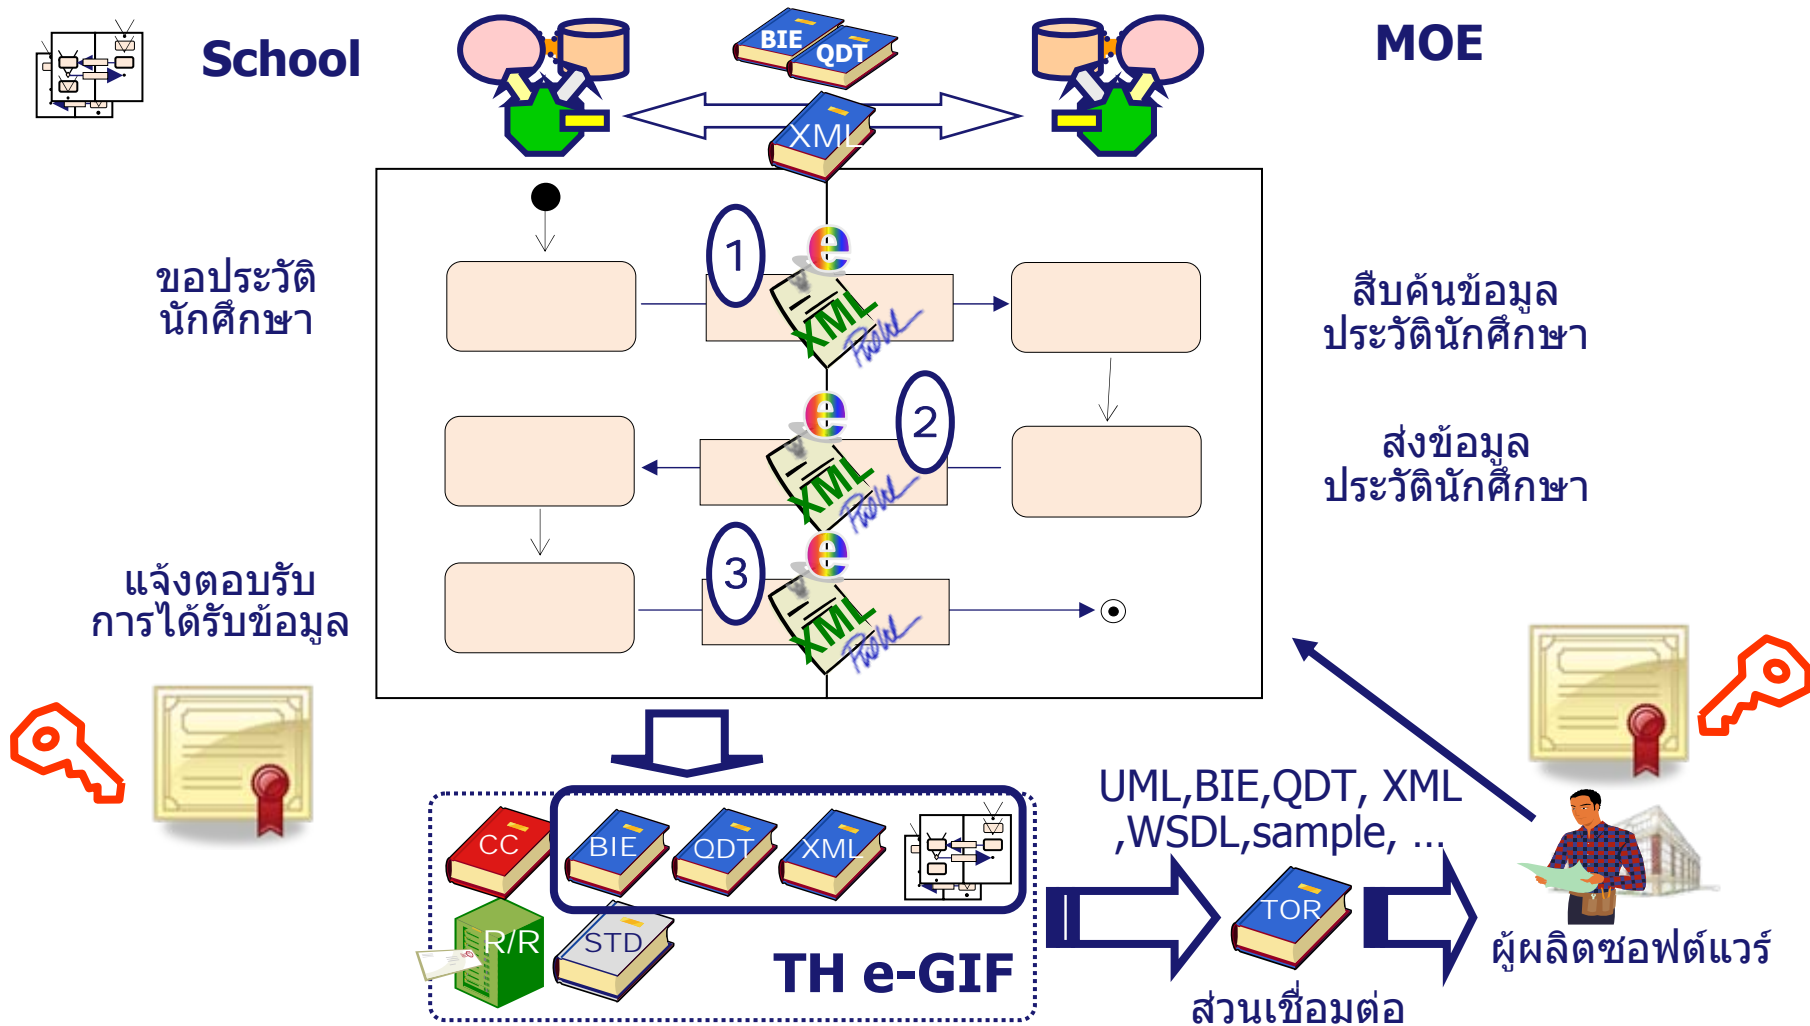 School
BIE
QDT
MOE
XML
ขอประวัติ
นักศึกษา
1
e
XML
สืบค้นข้อมูล
ประวัตินักศึกษา
e
2
XML
ส่งข้อมูล
ประวัตินักศึกษา
แจ้งตอบรับ
การได้รับข้อมูล
3
e
XML
UML,BIE,QDT, XML
,WSDL,sample, ...
CC
BIE
QDT
XML
R/R
STD
TH e-GIF
TOR
ส่วนเชื่อมต่อ
ผู้ผลิตซอฟต์แวร์